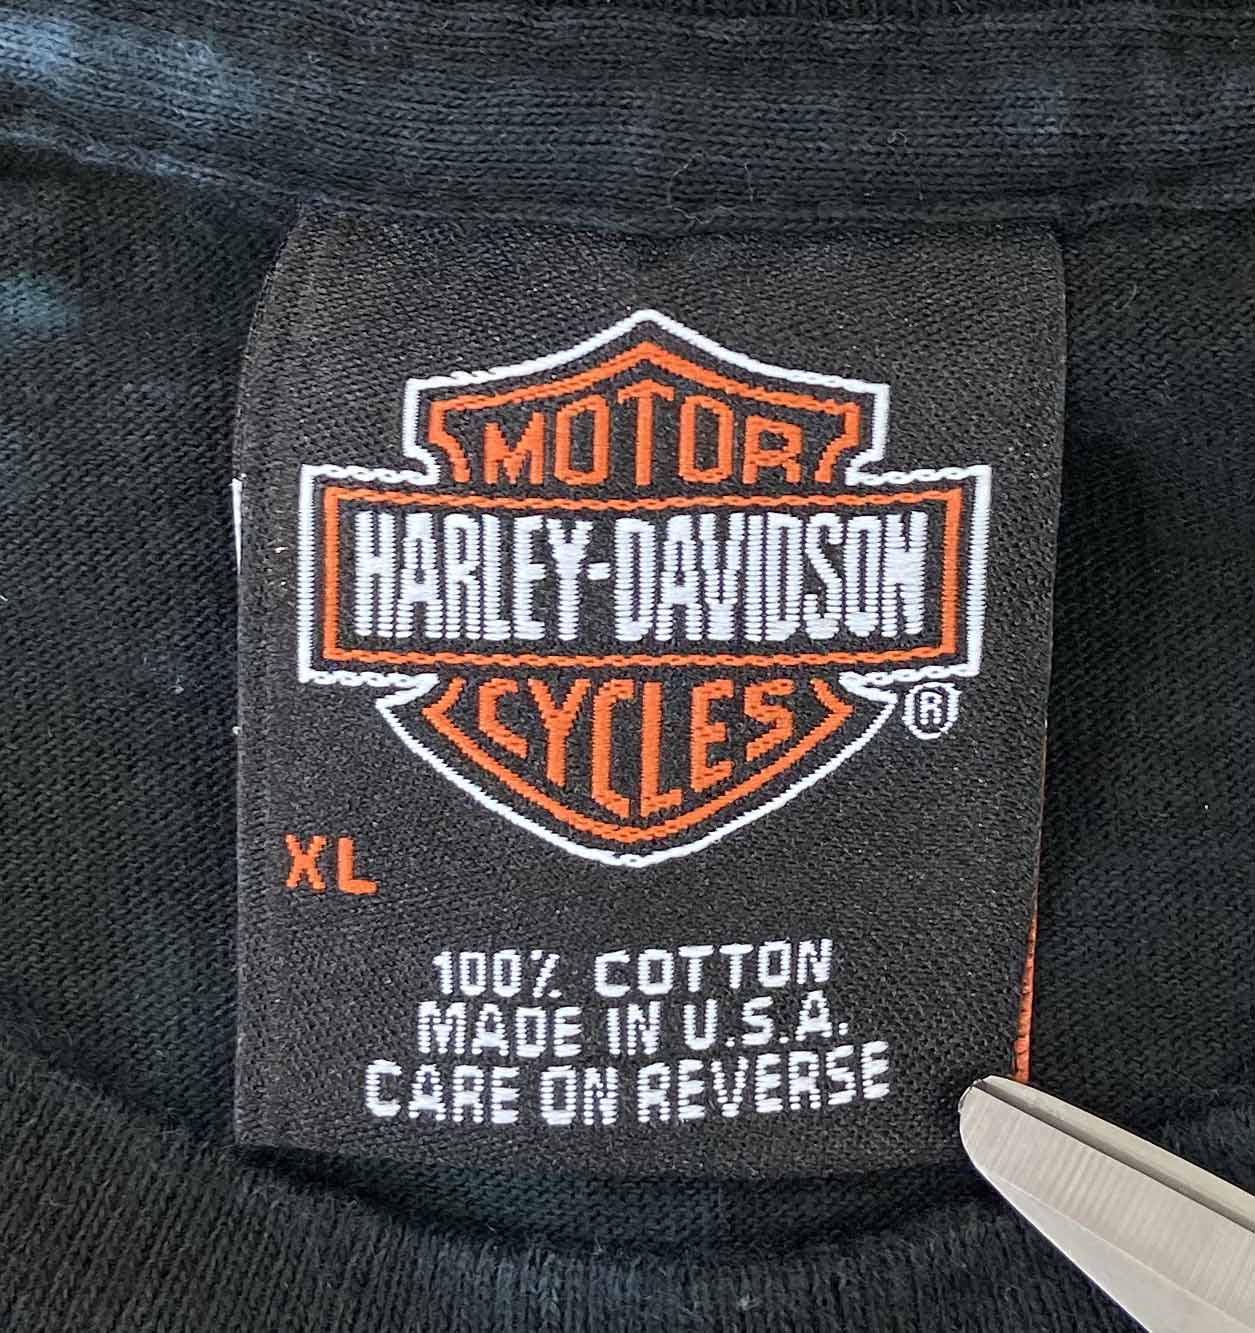 MOTOR
HARLEY-DAVIDSON
CYCLES
®
XL
100% COTTON
MADE IN U.S.A.
CARE ON REVERSE